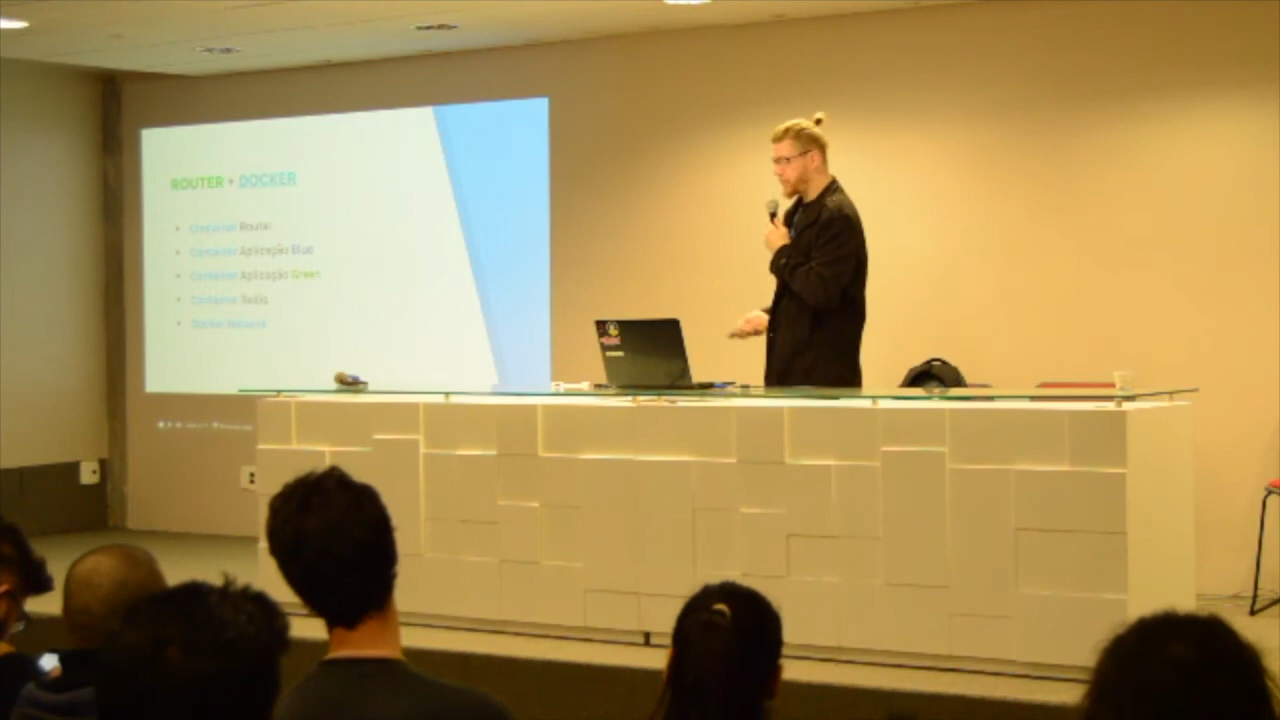 ROUTER + DOCKER
Container Router
Container Aplicação Blue
Container Aplicação Green
Container Redis
Docker Network